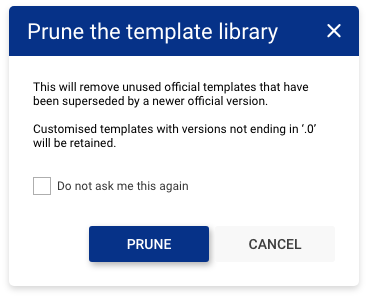 Prune the template library
This will remove unused official templates that have
been superseded by a newer official version.
Customised templates with versions not ending in ‘.0’
will be retained.
Do not ask me this again
PRUNE
CANCEL